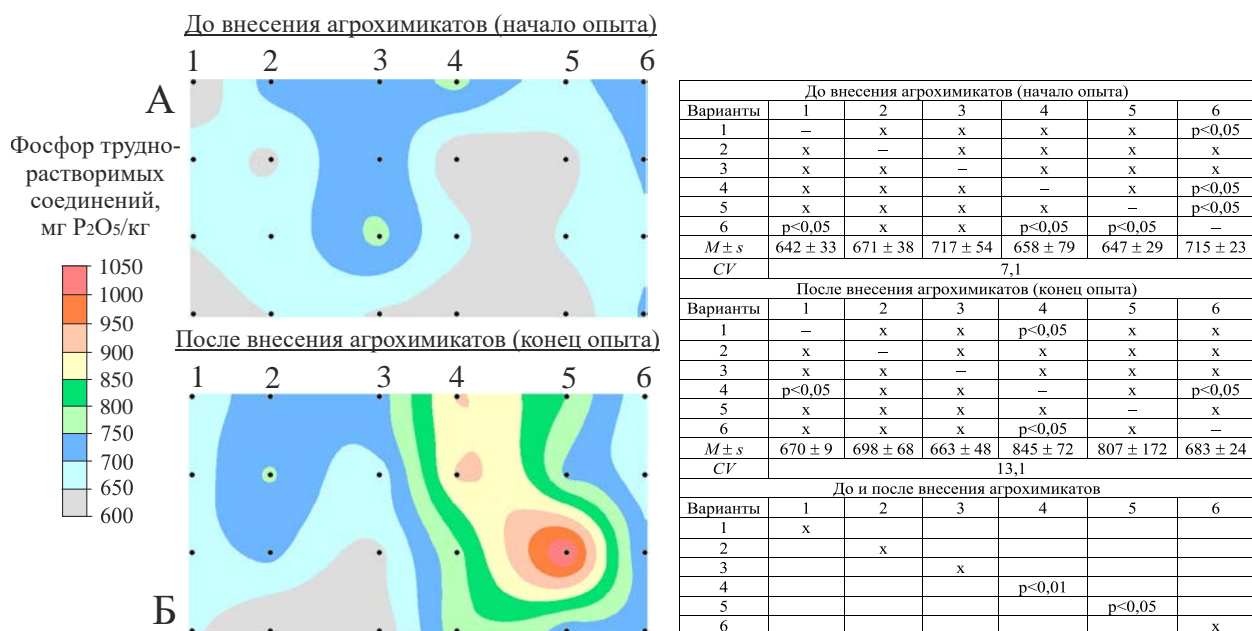 До внесения агрохимикатов (начало опыта)
1 2 3 4 5 6
А
Фосфор трудно-
растворимых
соединений,
мг P2O5/кг
1050
1000
950
900
850
800
750
700
650
600
После внесения агрохимикатов (конец опыта)
1 2 3 4 5 6
Б
До внесения агрохимикатов (начало опыта)
Варианты 1 2 3 4 5 6
1 – x x x x p<0,05
2 x – x x x x
3 x x – x x x
4 x x x – x p<0,05
5 x x x x – p<0,05
6 p<0,05 x x p<0,05 p<0,05 –
M ± s 642 ± 33 671 ± 38 717 ± 54 658 ± 79 647 ± 29 715 ± 23
CV 7,1
После внесения агрохимикатов (конец опыта)
Варианты 1 2 3 4 5 6
1 – x x p<0,05 x x
2 x – x x x x
3 x x – x x x
4 p<0,05 x x – x p<0,05
5 x x x x – x
6 x x x p<0,05 x –
M ± s 670 ± 9 698 ± 68 663 ± 48 845 ± 72 807 ± 172 683 ± 24
CV 13,1
До и после внесения агрохимикатов
Варианты 1 2 3 4 5 6
1 x
2 x
3 x
4 p<0,01
5 p<0,05
6 x